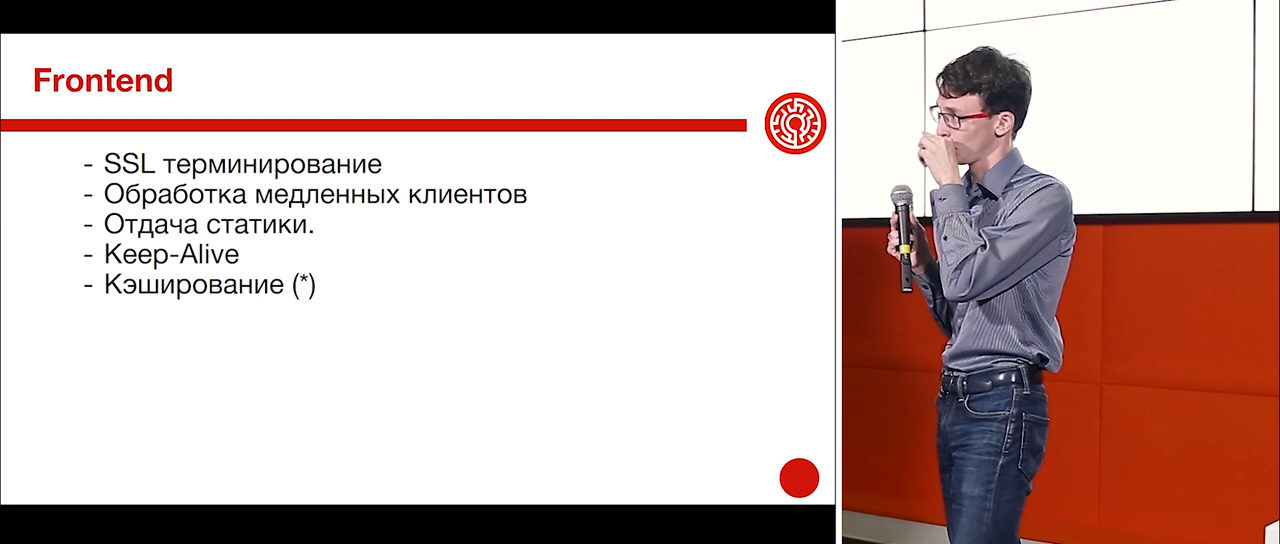 Frontend
- SSL терминирование
- Обработка медленных клиентов
- Отдача статики.
- Keep-Alive
- Кэширование (*)